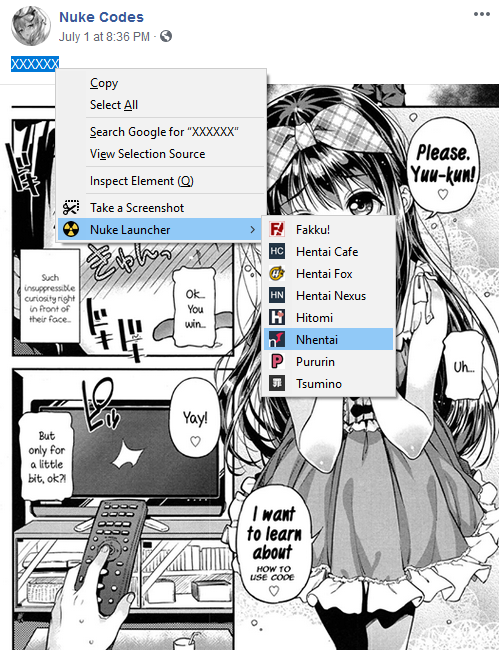 Nuke Codes
July 1 at 8:36 PM ·
XXXXXX
Copy
Select All
Search Google for “XXXXXX”
View Selection Source
Inspect Element (Q)
Take a Screenshot
Nuke Launcher
Fakku!
Hentai Cafe
Hentai Fox
Hentai Nexus
Hitomi
Nhentai
Pururin
Tsumino
Please.
Yuu-kun!
♡
Such
insuppressible
curiosity right
in front of
their face...
Ok...
You
win...
Uh...
Yay!
♡
But
only for
a little
bit, ok?!
I want
to learn
about
HOW TO
USE CODE
♡